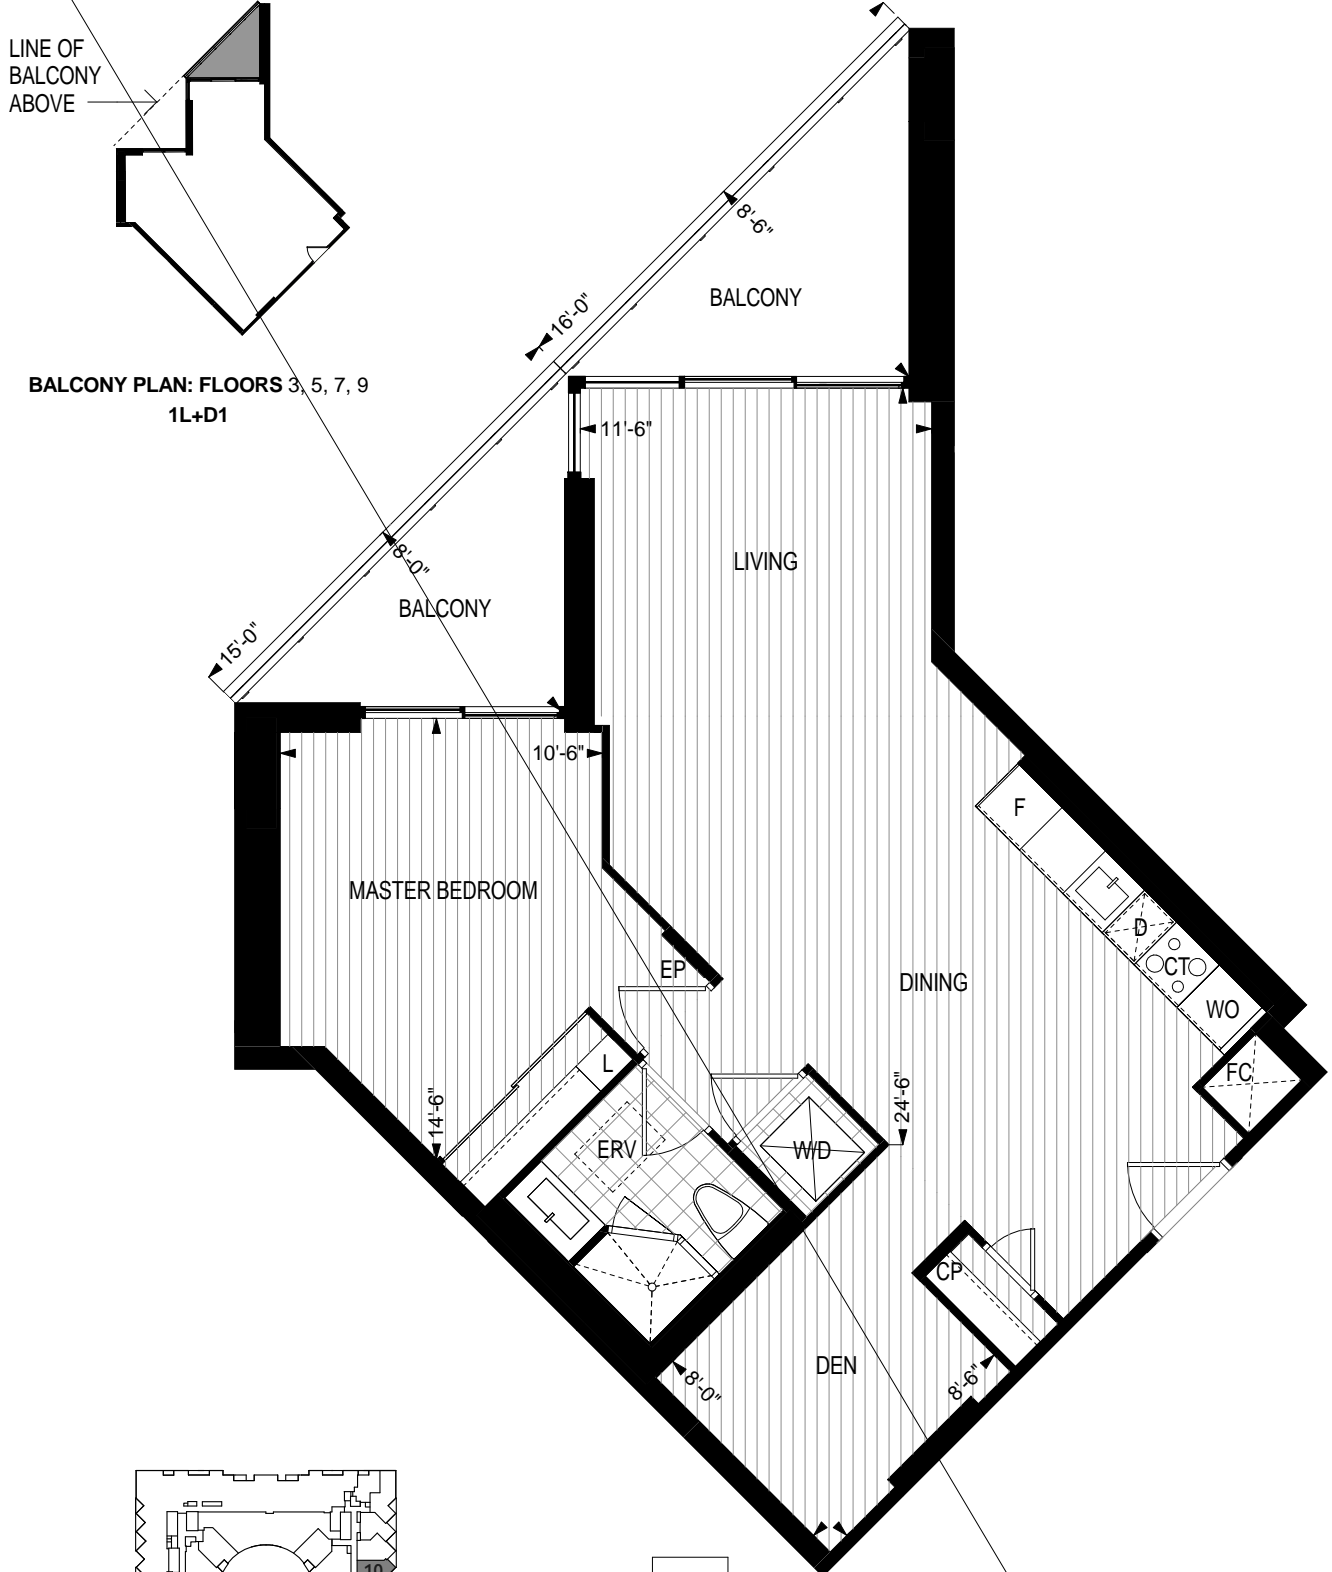 LINE OF
BALCONY
ABOVE
BALCONY PLAN: FLOORS 3, 5, 7, 9
1L+D1
8'-6"
BALCONY
16'-0"
11'-6"
8'-0"
LIVING
BALCONY
15'-0"
10'-6"
F
MASTER BEDROOM
D
EP
CT
DINING
WO
L
FC
14'-6"
24'-6"
ERV
W/D
CP
DEN
8'-0"
8'-6"
10